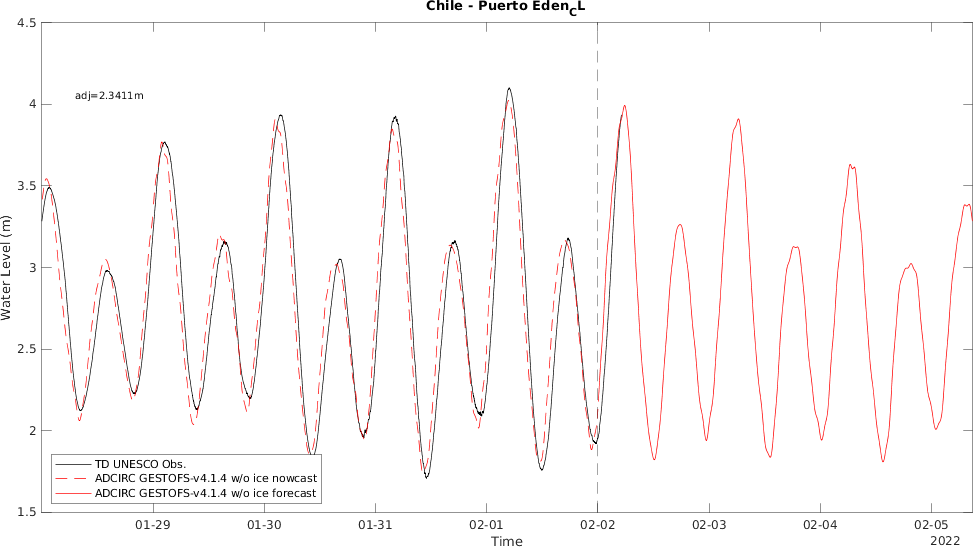 Chile - Puerto Eden_CL
4.5
4
3.5
3
2.5
2
1.5
Water Level (m)
adj=2.3411m
TD UNESCO Obs.
ADCIRC GESTOFS-v4.1.4 w/o ice nowcast
ADCIRC GESTOFS-v4.1.4 w/o ice forecast
01-29 01-30 01-31 02-01 02-02 02-03 02-04 02-05
Time
2022